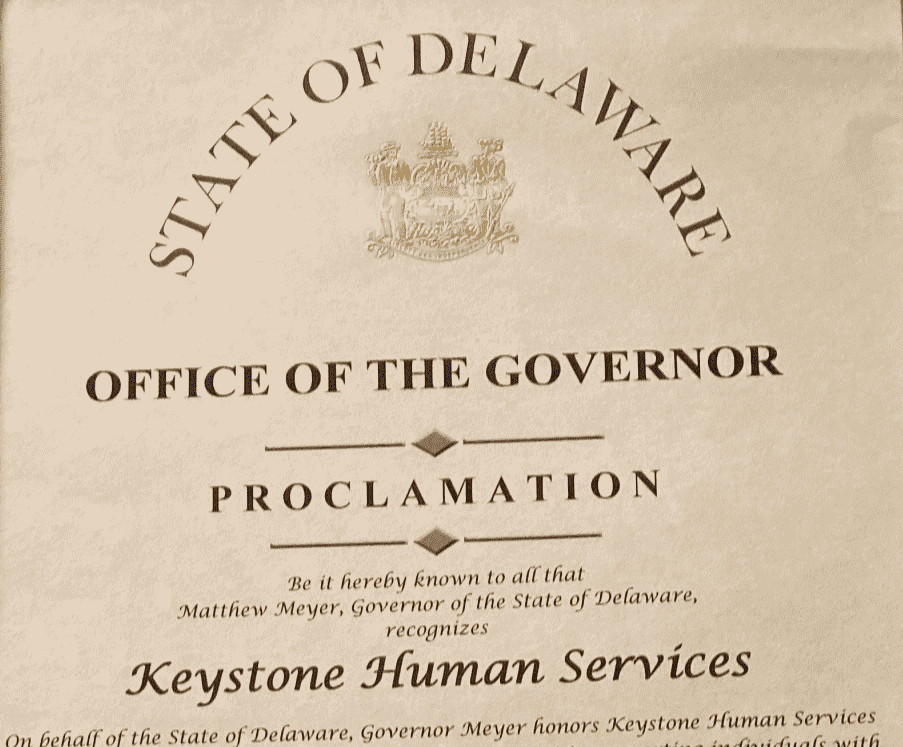 STATE OF DELAWARE
OFFICE OF THE GOVERNOR
PROCLAMATION
Be it hereby known to all that
Matthew Meyer, Governor of the State of Delaware,
recognizes
Keystone Human Services
On behalf of the State of Delaware, Governor Meyer honors Keystone Human Services
individuals with